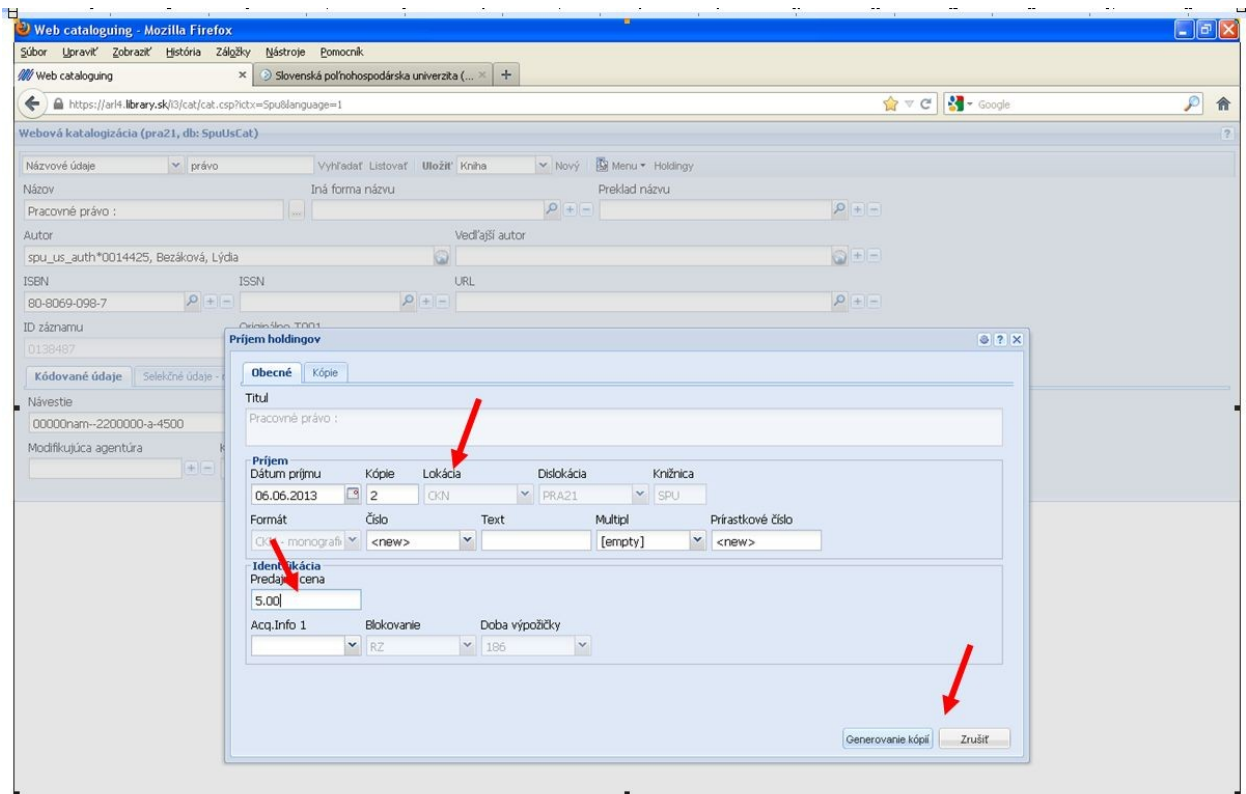 Web cataloguing - Mozilla Firefox
Súbor Upraviť Zobraziť História Záložky Nástroje Pomocník
Web cataloguing × Slovenská poľnohospodárska univerzita (... × +
https://arl4.library.sk/i3/cat/cat.csp?ictx=Spu&language=1 Google
Webová katalogizácia (pra21, db: SpuUsCat) ?
Názvové údaje právo Vyhľadať Listovať Uložiť Kniha Nový Menu Holdingy
Názov Iná forma názvu Preklad názvu
Pracovné právo : ...
Autor Vedľajší autor
spu_us_auth*0014425, Bezáková, Lýdia
ISBN ISSN URL
80-8069-098-7
ID záznamu Originálne T001
0138487
Príjem holdingov
Kódované údaje Selekčné údaje -
Obecné Kópie
Návestie
Titul
00000nam--2200000-a-4500
Pracovné právo :
Modifikujúca agentúra K
Príjem
Dátum príjmu Kópie Lokácia Dislokácia Knižnica
06.06.2013 2 CKN PRA21 SPU
Formát Číslo Text Multipl Prírastkové číslo
CKN - monografi <new> [empty] <new>
Identifikácia
cena
5.00
Acq.Info 1 Blokovanie Doba výpožičky
RZ 186
Generovanie kópií Zrušiť